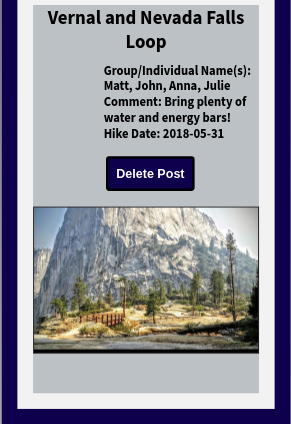 Vernal and Nevada Falls
Loop
Group/Individual Name(s):
Matt, John, Anna, Julie
Comment: Bring plenty of
water and energy bars!
Hike Date: 2018-05-31
Delete Post